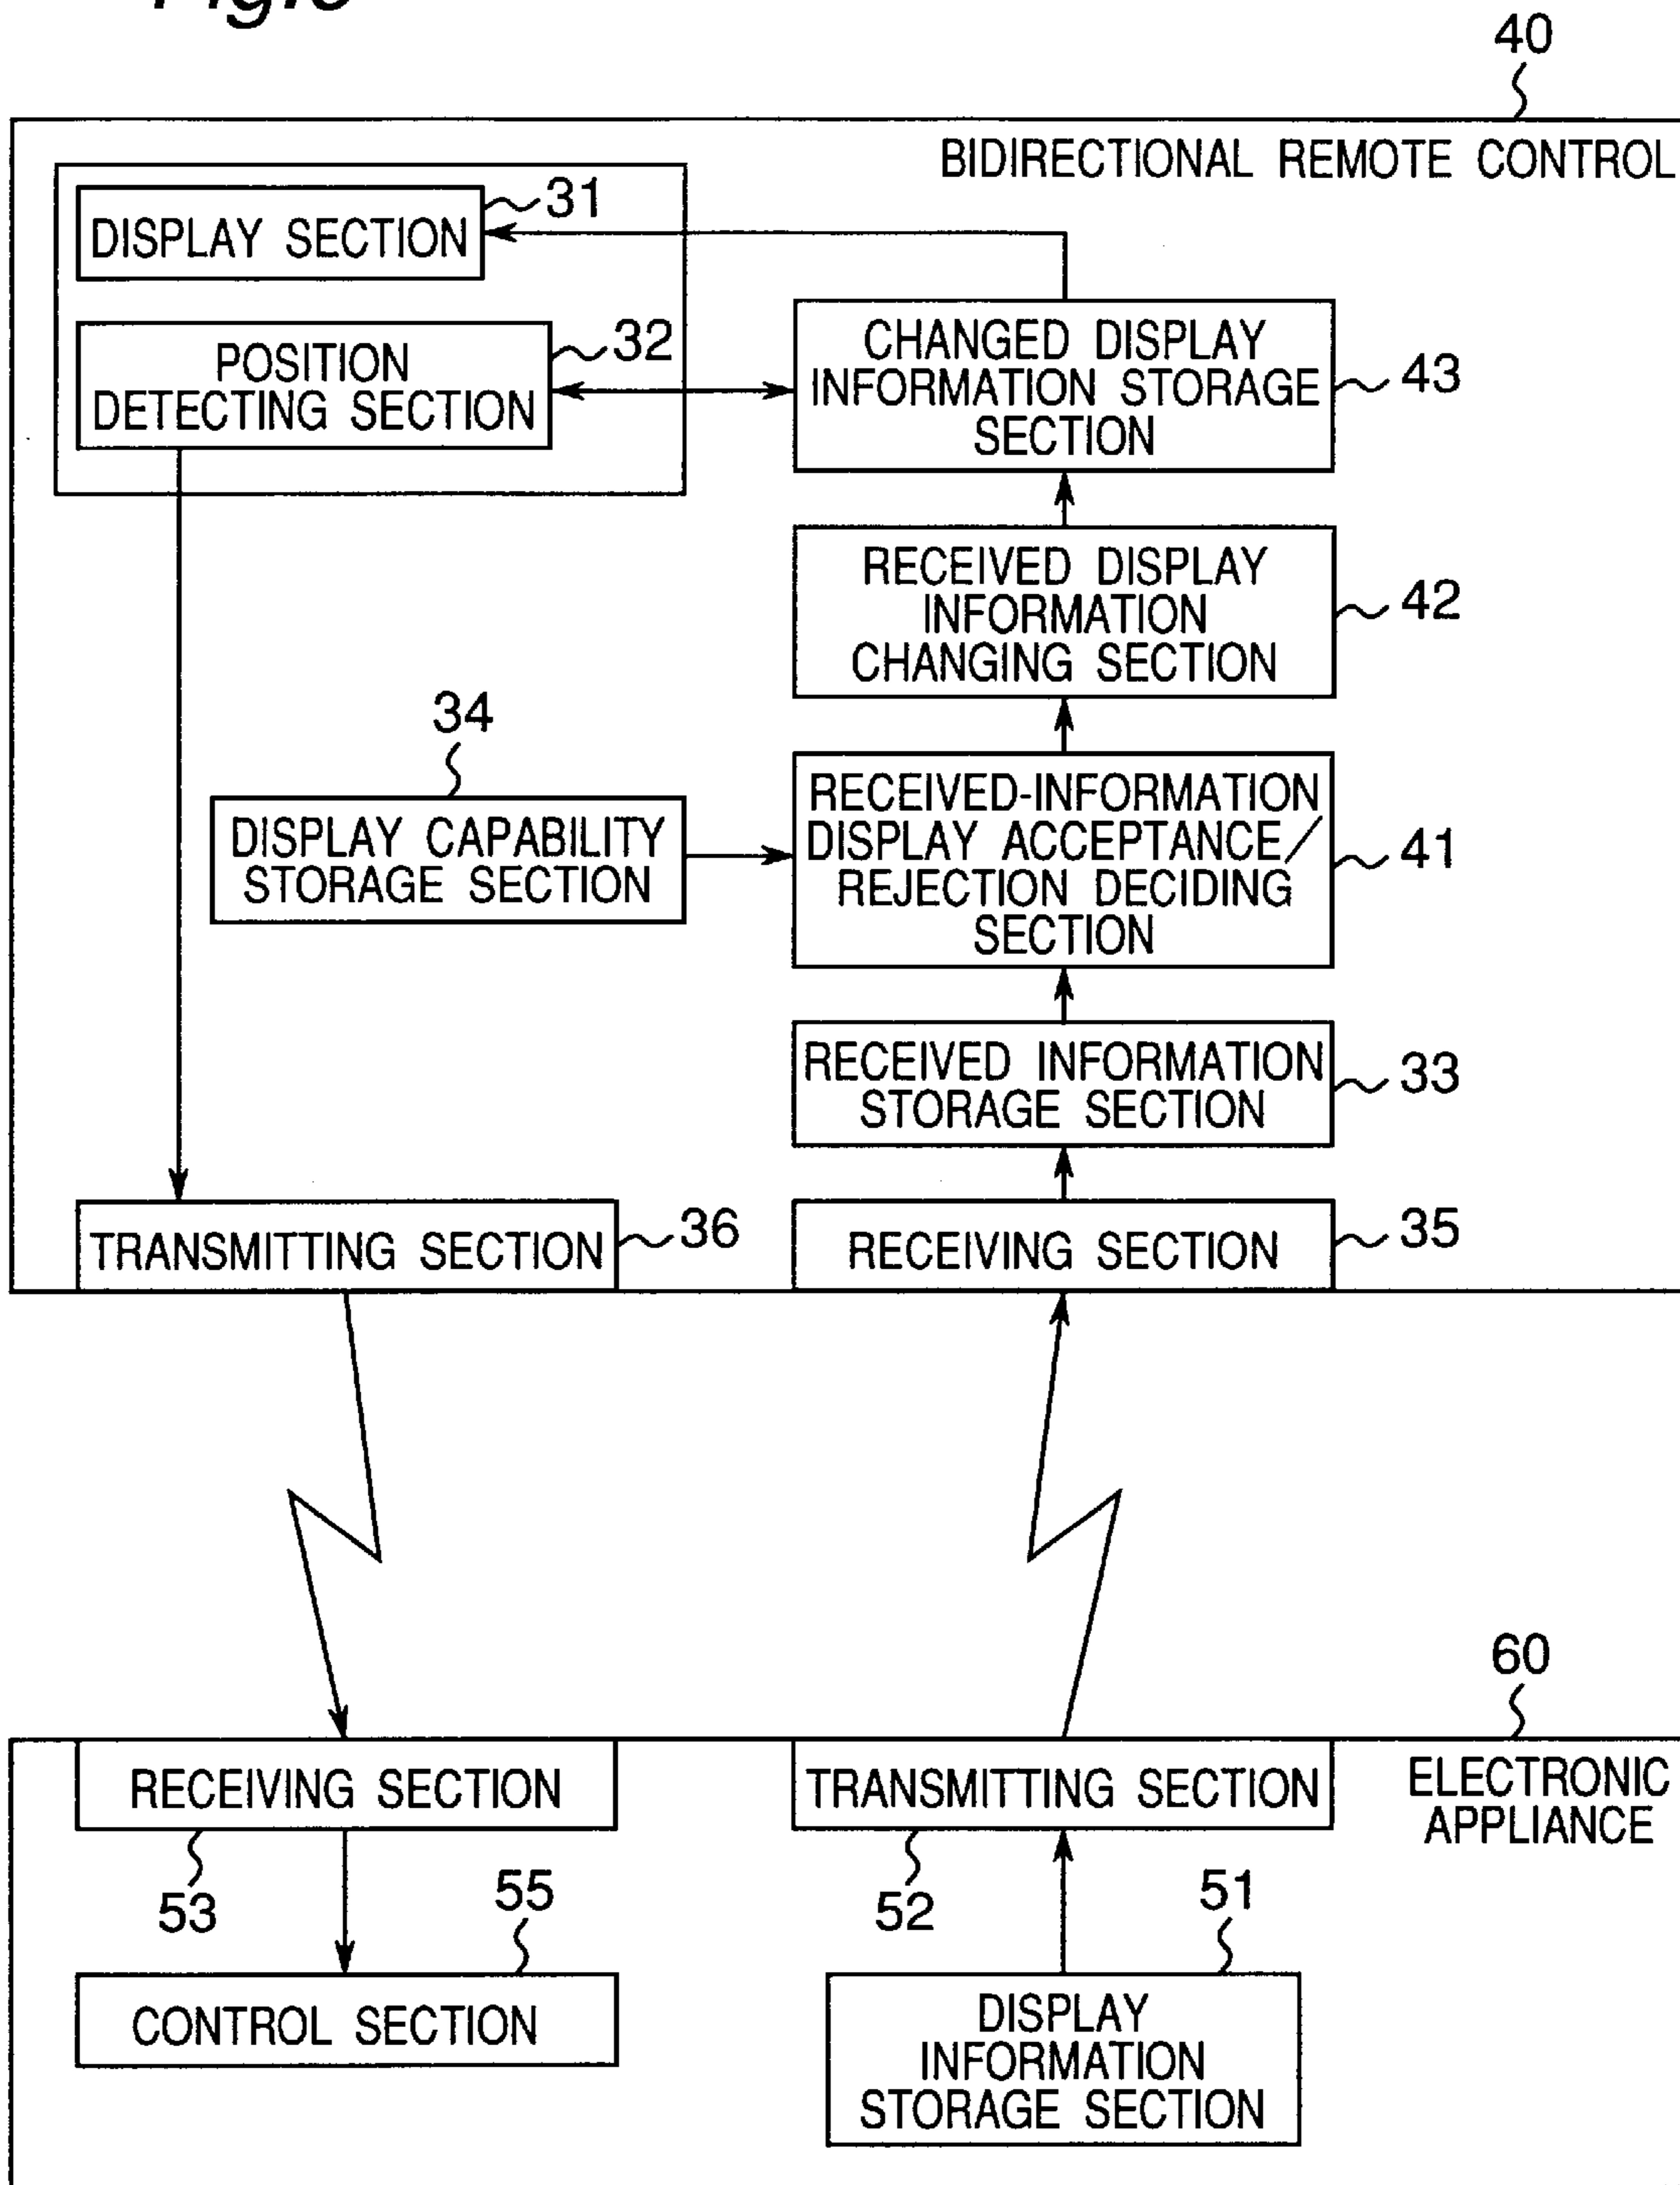 40
BIDIRECTIONAL REMOTE CONTROL
DISPLAY SECTION
31
POSITION
DETECTING SECTION
32
CHANGED DISPLAY
INFORMATION STORAGE
SECTION
43
RECEIVED DISPLAY
INFORMATION
CHANGING SECTION
42
34
DISPLAY CAPABILITY
STORAGE SECTION
RECEIVED-INFORMATION
DISPLAY ACCEPTANCE/
REJECTION DECIDING
SECTION
41
RECEIVED INFORMATION
STORAGE SECTION
33
TRANSMITTING SECTION
36
RECEIVING SECTION
35
60
RECEIVING SECTION
TRANSMITTING SECTION
ELECTRONIC
APPLIANCE
53
55
52
51
CONTROL SECTION
DISPLAY
INFORMATION
STORAGE SECTION